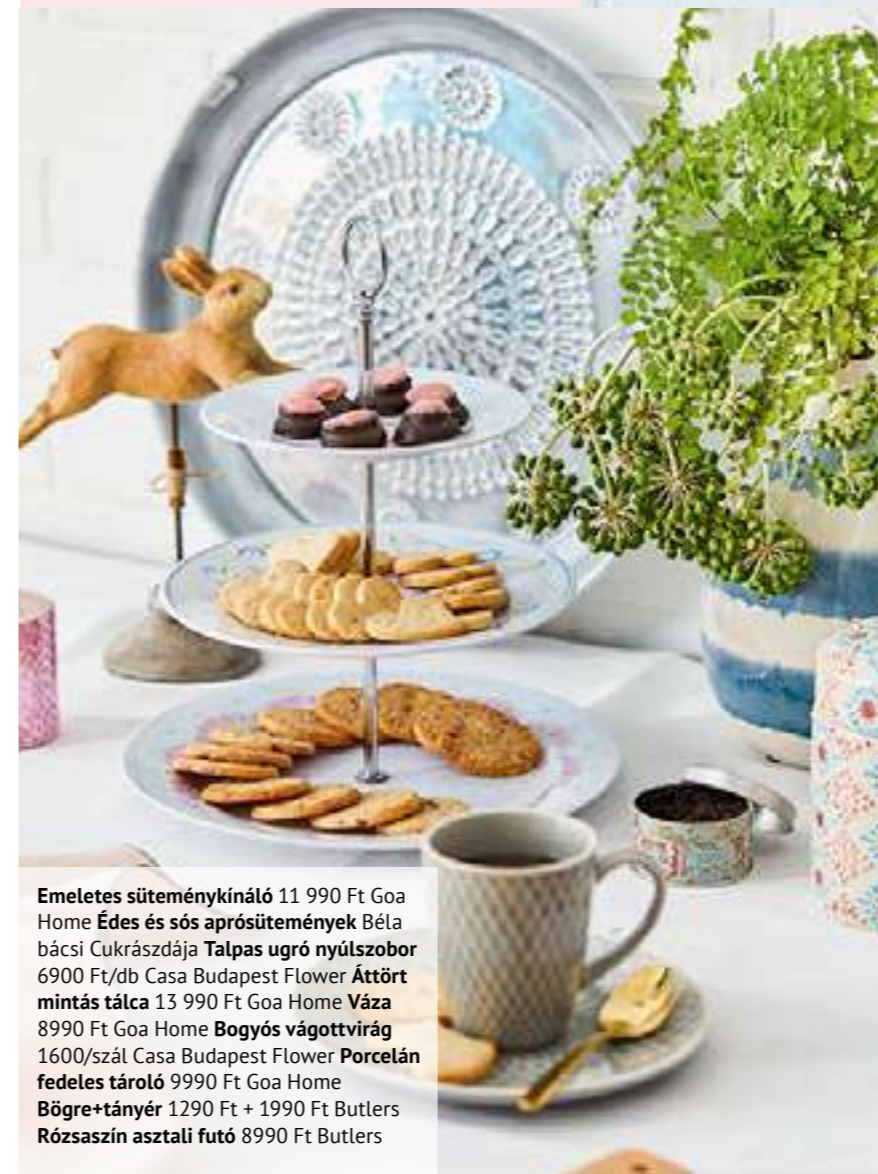 Emeletes süteménykínáló 11 990 Ft Goa
Home Édes és sós aprósütemények Béla
bácsi Cukrászdája Talpas ugró nyúlszobor
6900 Ft/db Casa Budapest Flower Áttört
mintás tálca 13 990 Ft Goa Home Váza
8990 Ft Goa Home Bogyós vágottvirág
1600/szál Casa Budapest Flower Porcelán
fedeles tároló 9990 Ft Goa Home
Bögre+tányér 1290 Ft + 1990 Ft Butlers
Rózsaszín asztali futó 8990 Ft Butlers